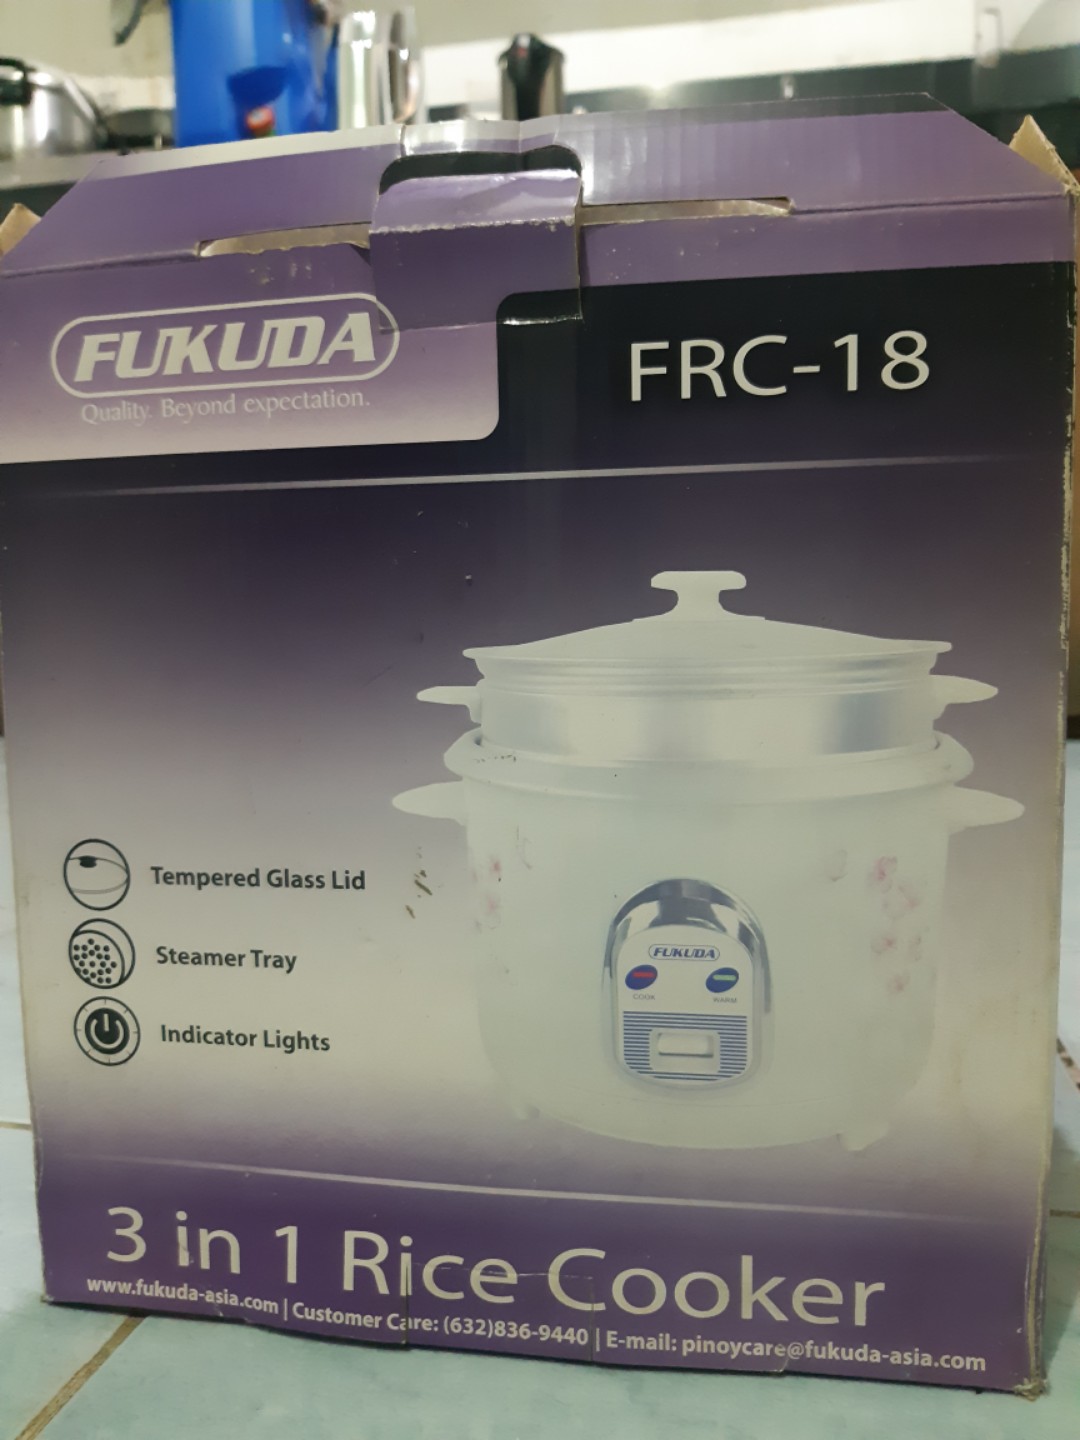 FUKUDA
Quality. Beyond expectation.
FRC-18
Tempered Glass Lid
Steamer Tray
Indicator Lights
FUKUDA
COOK WARM
3 in 1 Rice Cooker
www.fukuda-asia.com | Customer Care: (632)836-9440 | E-mail: pinoycare@fukuda-asia.com